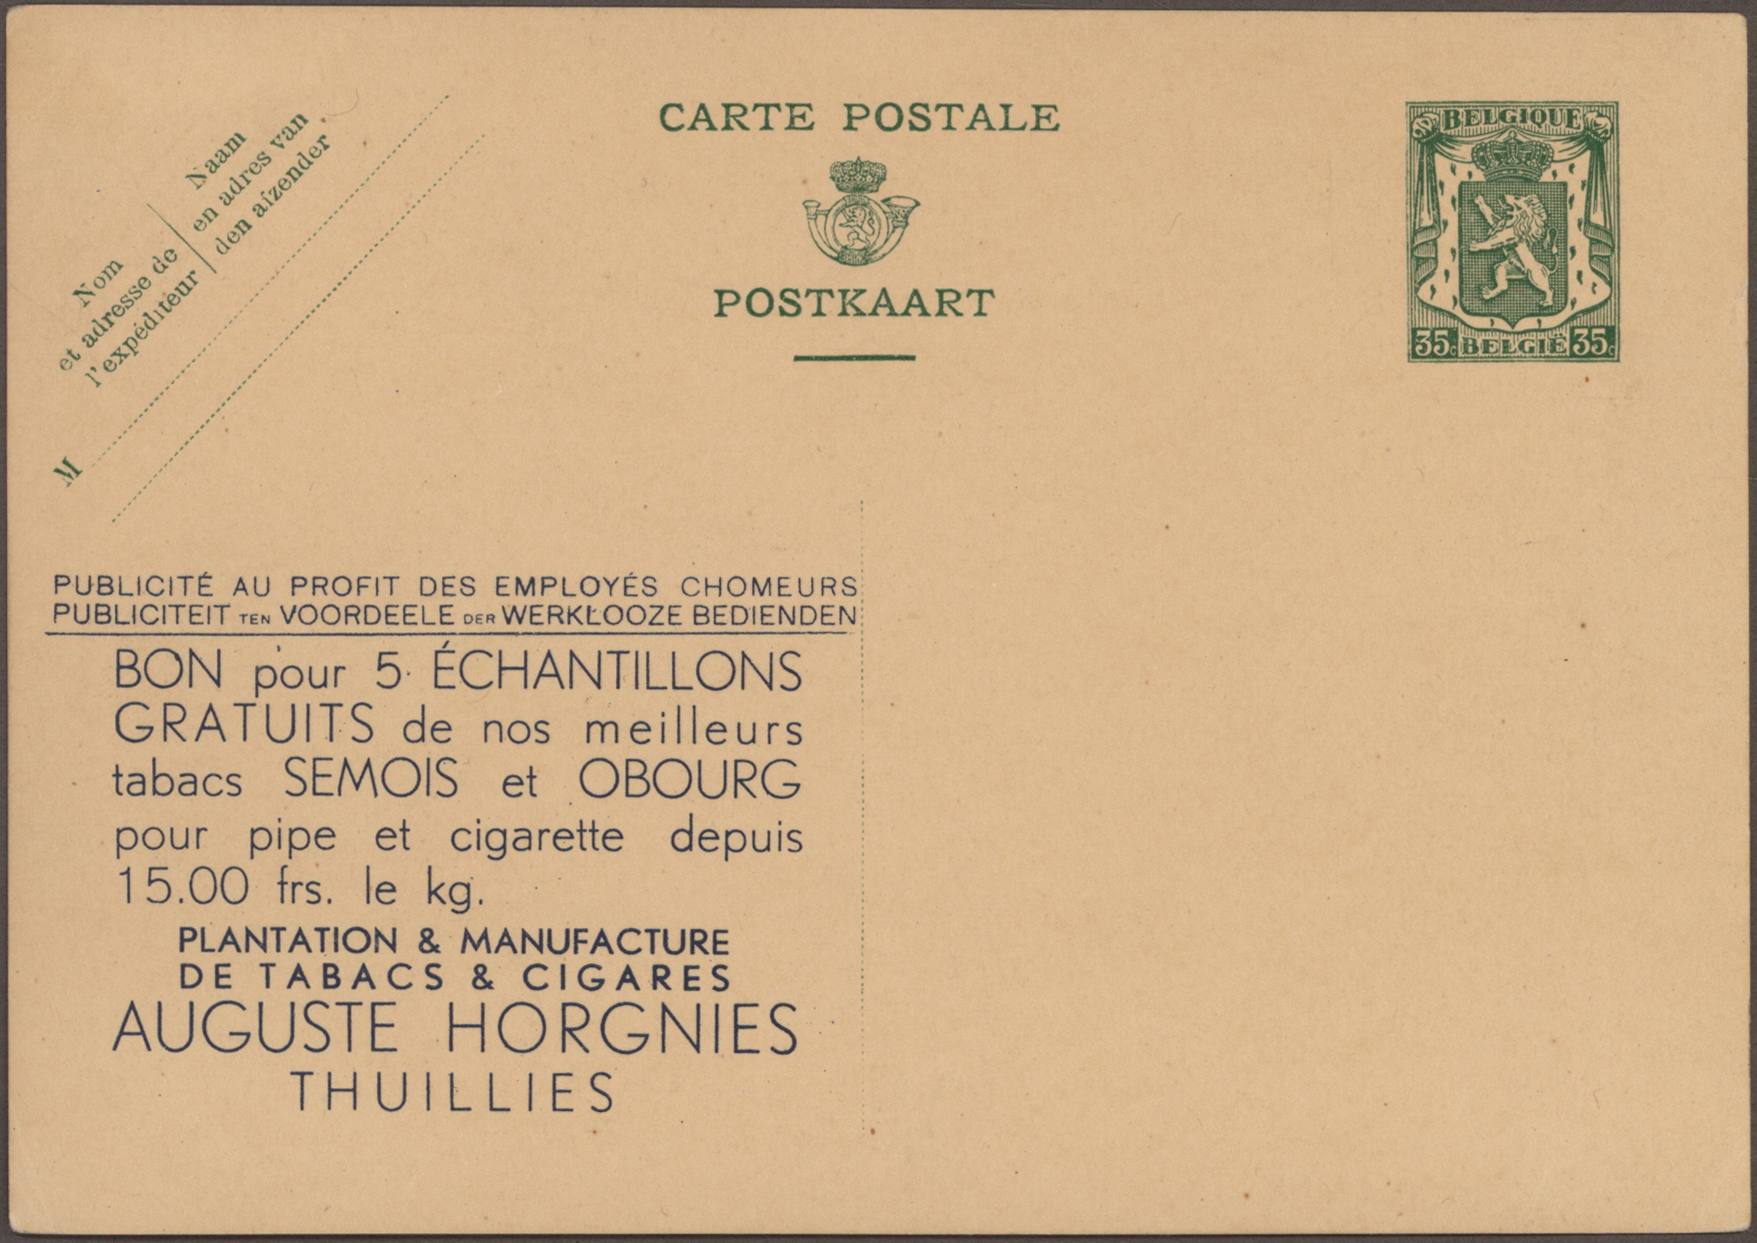 CARTE POSTALE
POSTKAART
BELGIQUE
35c BELGIË 35c
Nom
et adresse de
l'expéditeur
Naam
en adres van
den afzender
M
PUBLICITÉ AU PROFIT DES EMPLOYÉS CHOMEURS
PUBLICITEIT TEN VOORDEELE DER WERKLOOZE BEDIENDEN
BON pour 5 ÉCHANTILLONS
GRATUITS de nos meilleurs
tabacs SEMOIS et OBOURG
pour pipe et cigarette depuis
15.00 frs. le kg.
PLANTATION & MANUFACTURE
DE TABACS & CIGARES
AUGUSTE HORGNIES
THUILLIES